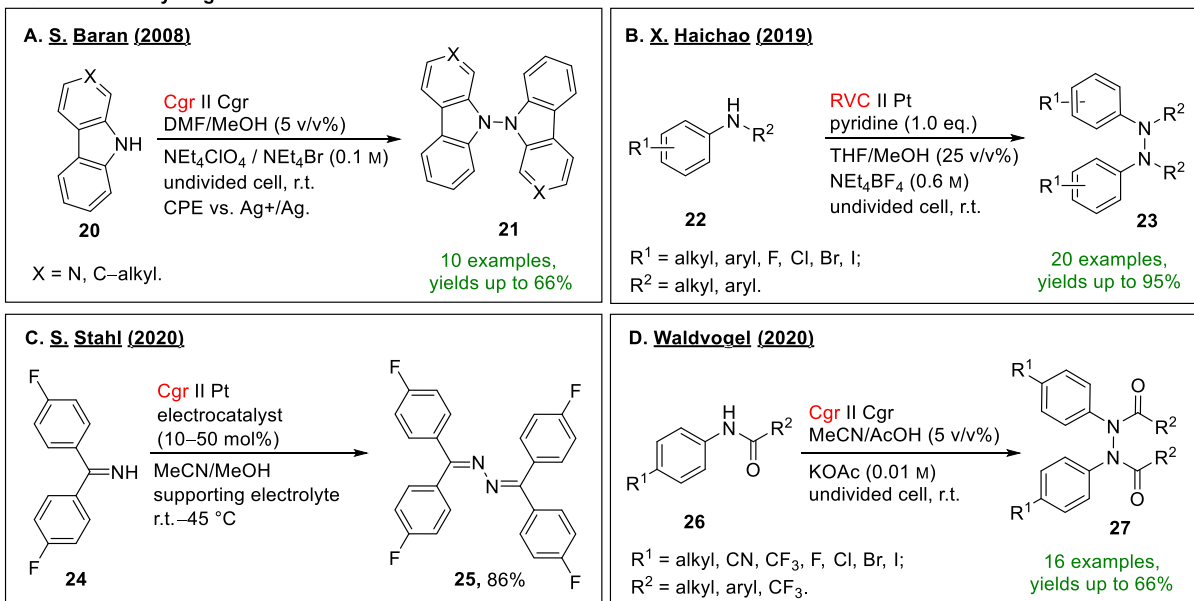 A. S. Baran (2008)
X
NH
20
Cgr II Cgr
DMF/MeOH (5 v/v%)
NEt4ClO4 / NEt4Br (0.1 M)
undivided cell, r.t.
CPE vs. Ag+/Ag.
X
N
N
X
21
X = N, C–alkyl.
10 examples,
yields up to 66%
B. X. Haichao (2019)
H
N
R2
R1
22
RVC II Pt
pyridine (1.0 eq.)
THF/MeOH (25 v/v%)
NEt4BF4 (0.6 M)
undivided cell, r.t.
R1
N
R2
N
R2
R1
23
R1 = alkyl, aryl, F, Cl, Br, I;
R2 = alkyl, aryl.
20 examples,
yields up to 95%
C. S. Stahl (2020)
F
NH
F
24
Cgr II Pt
electrocatalyst
(10–50 mol%)
MeCN/MeOH
supporting electrolyte
r.t.–45 °C
F
F
N
N
F
F
25, 86%
D. Waldvogel (2020)
H
N
R2
O
R1
26
Cgr II Cgr
MeCN/AcOH (5 v/v%)
KOAc (0.01 M)
undivided cell, r.t.
R1
O
N
R2
N
R2
O
R1
27
R1 = alkyl, CN, CF3, F, Cl, Br, I;
R2 = alkyl, aryl, CF3.
16 examples,
yields up to 66%